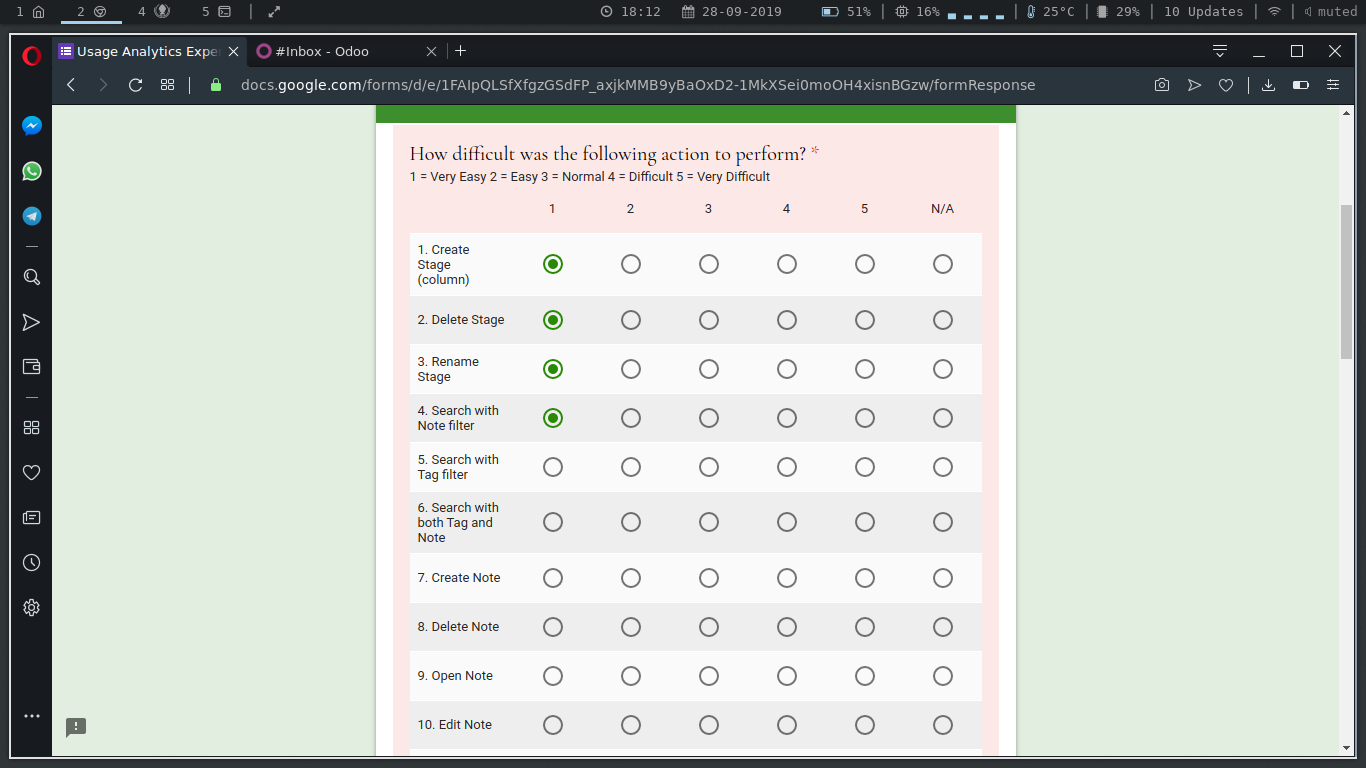 1 2 4 5 18:12 28-09-2019 51% 16% 25°C 29% 10 Updates muted
Usage Analytics Expe #Inbox - Odoo
docs.google.com/forms/d/e/1FAIpQLSfXfgzGSdFP_axjkMMB9yBaOxD2-1MkXSei0moOH4xisnBGzw/formResponse
How difficult was the following action to perform? *
1 = Very Easy 2 = Easy 3 = Normal 4 = Difficult 5 = Very Difficult
1 2 3 4 5 N/A
1. Create
Stage
(column)
2. Delete Stage
3. Rename
Stage
4. Search with
Note filter
5. Search with
Tag filter
6. Search with
both Tag and
Note
7. Create Note
8. Delete Note
9. Open Note
10. Edit Note